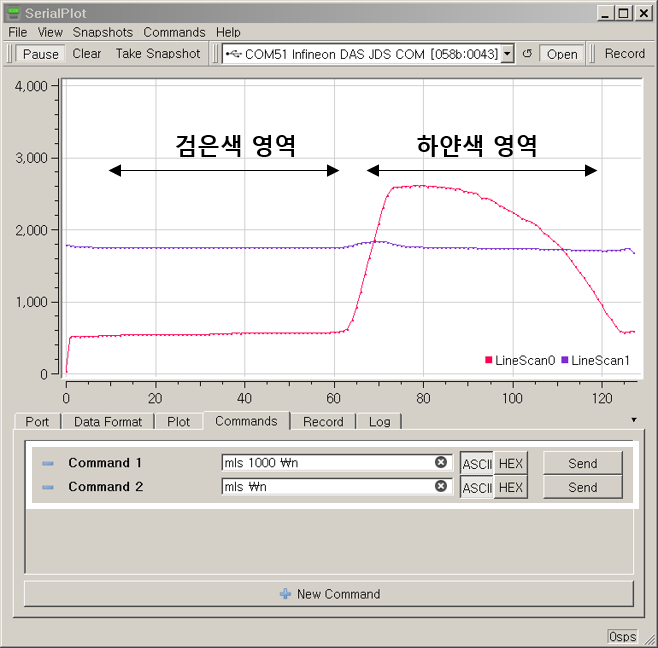 SerialPlot
File View Snapshots Commands Help
Pause Clear Take Snapshot COM51 Infineon DAS JDS COM [058b:0043] Open Record
4,000
검은색 영역 하얀색 영역
3,000
2,000
1,000
0
LineScan0 LineScan1
0 20 40 60 80 100 120
Port Data Format Plot Commands Record Log
Command 1 mls 1000 ₩n ASCII HEX Send
Command 2 mls ₩n ASCII HEX Send
New Command
0sps